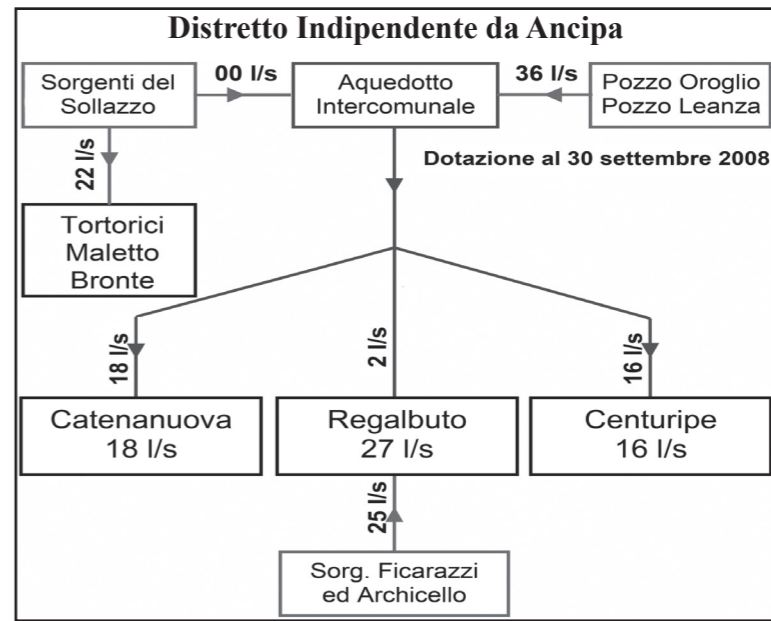 Distretto Indipendente da Ancipa
Sorgenti del
Sollazzo
00 l/s
Aquedotto
Intercomunale
36 l/s
Pozzo Oroglio
Pozzo Leanza
22 l/s
Dotazione al 30 settembre 2008
Tortorici
Maletto
Bronte
18 l/s
2 l/s
16 l/s
Catenanuova
18 l/s
Regalbuto
27 l/s
Centuripe
16 l/s
25 l/s
Sorg. Ficarazzi
ed Archicello